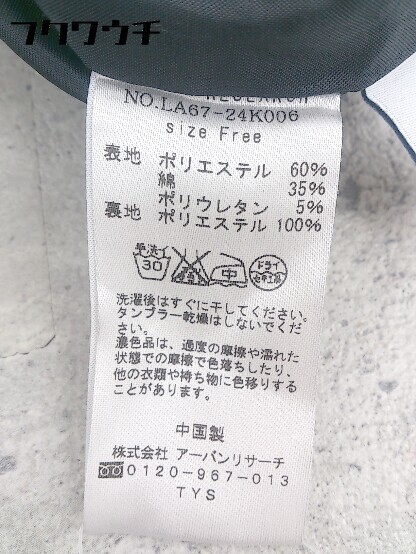 フクワウチ
NO.LA67-24K006
size Free
表地 ポリエステル 60%
綿 35%
ポリウレタン 5%
裏地 ポリエステル 100%
手洗イ 30 中 ドライ セキユ系
洗濯後はすぐに干してください。
タンブラー乾燥はしないでくだ
さい。
濃色品は、過度の摩擦や濡れた
状態での摩擦で色落ちしたり、
他の衣類や持ち物に色移りする
ことがあります。
中国製
株式会社 アーバンリサーチ
0120-967-013
TYS